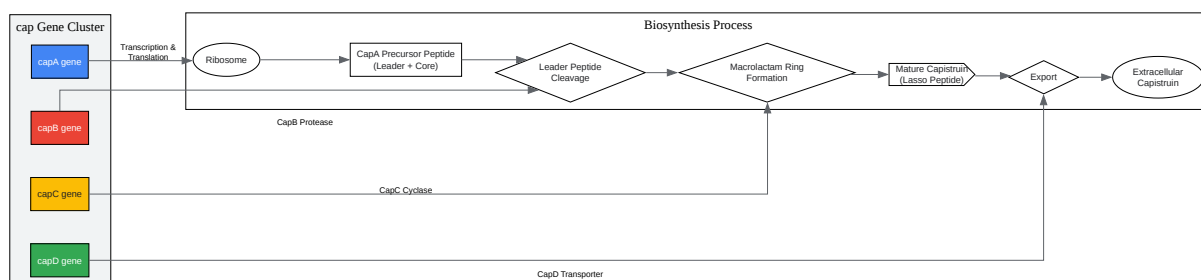 cap Gene Cluster
Biosynthesis Process
capA gene
Transcription &
Translation
Ribosome
CapA Precursor Peptide
(Leader + Core)
Leader Peptide
Cleavage
Macrolactam Ring
Formation
Mature Capistruin
(Lasso Peptide)
Export
Extracellular
Capistruin
capB gene
CapB Protease
capC gene
CapC Cyclase
capD gene
CapD Transporter